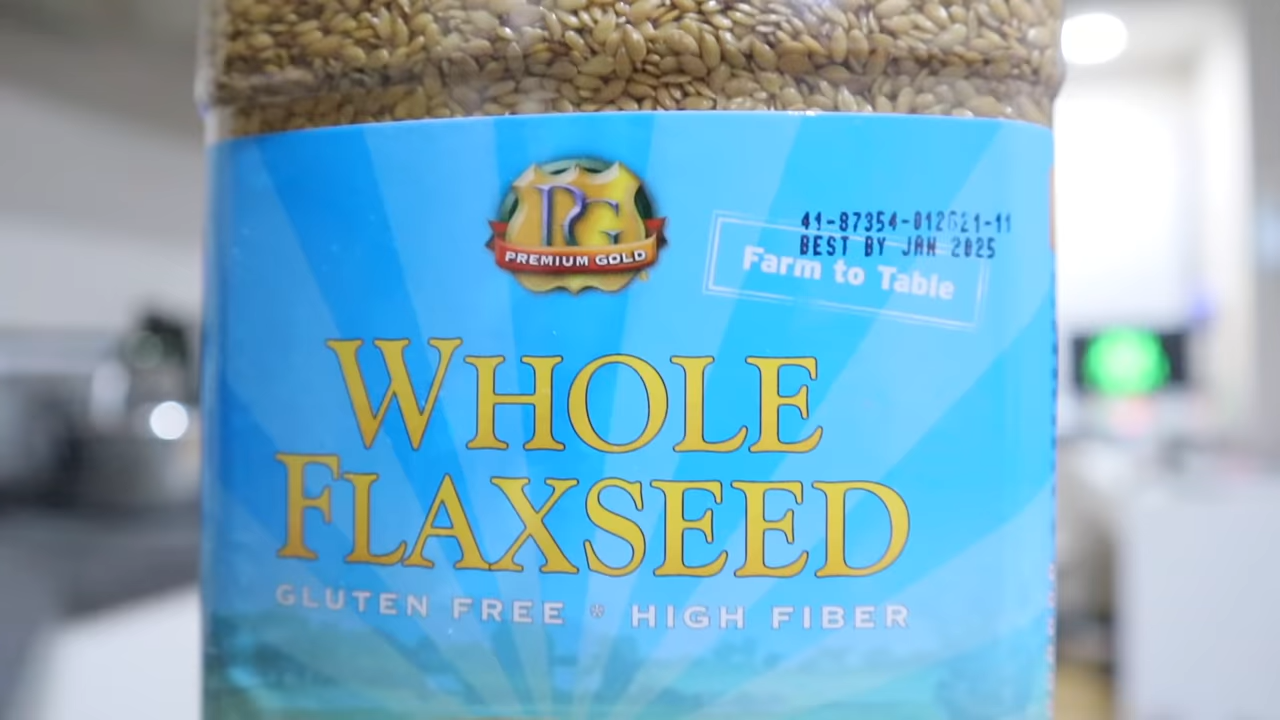 PG
PREMIUM GOLD
41-87354-012621-11
BEST BY JAN 2025
Farm to Table
WHOLE
FLAXSEED
GLUTEN FREE * HIGH FIBER